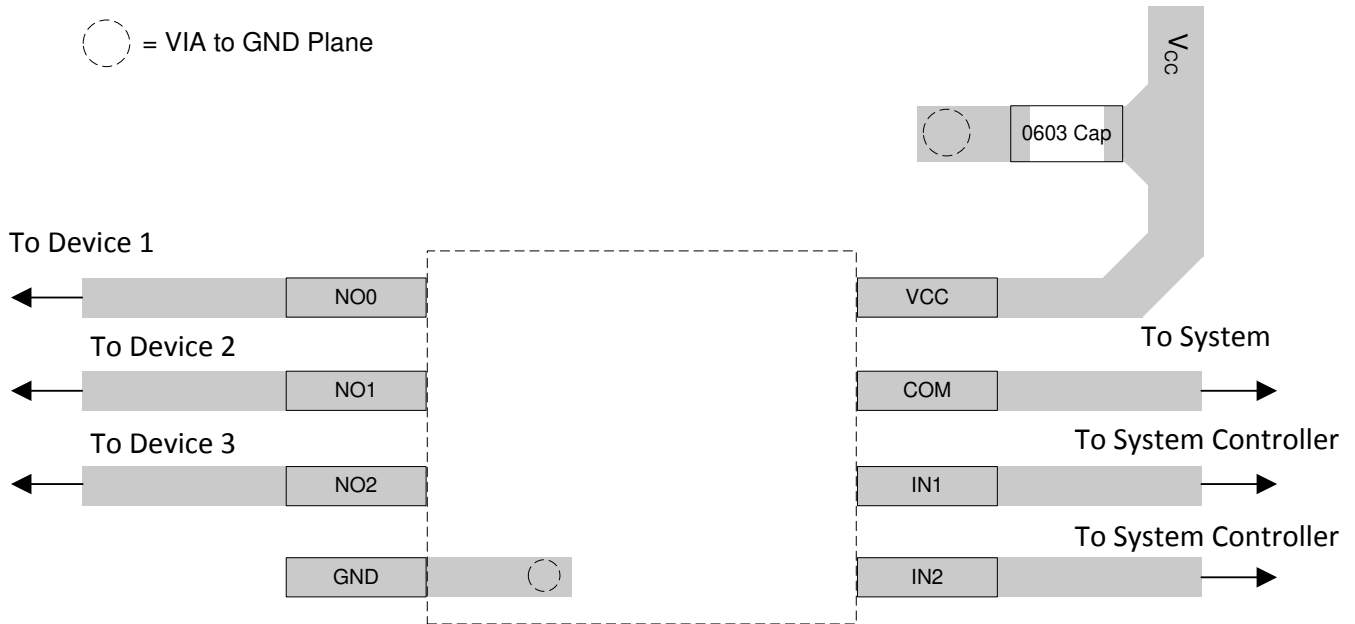 = VIA to GND Plane
VCC
0603 Cap
To Device 1
NO0
VCC
To System
To Device 2
NO1
COM
To System Controller
To Device 3
NO2
IN1
To System Controller
GND
IN2